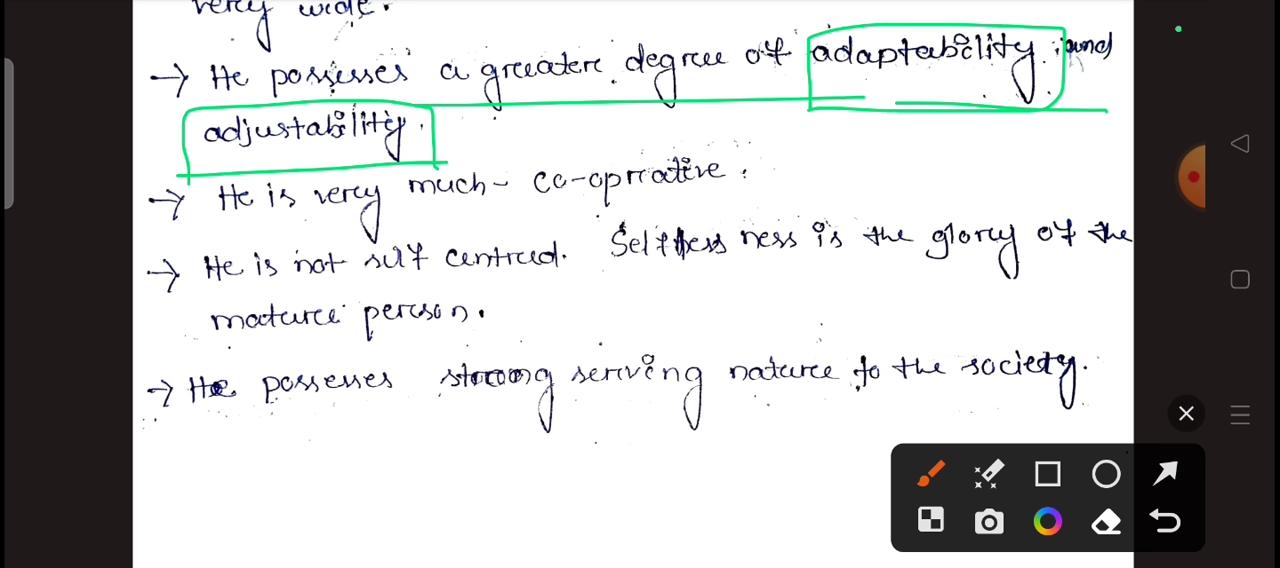 very wide.
→ He possesses a greater degree of adaptability and
adjustability.
→ He is very much co-oprative.
→ He is not self centred. Selfless ness is the glory of the
mature person.
→ He possesses strong serving nature to the society.